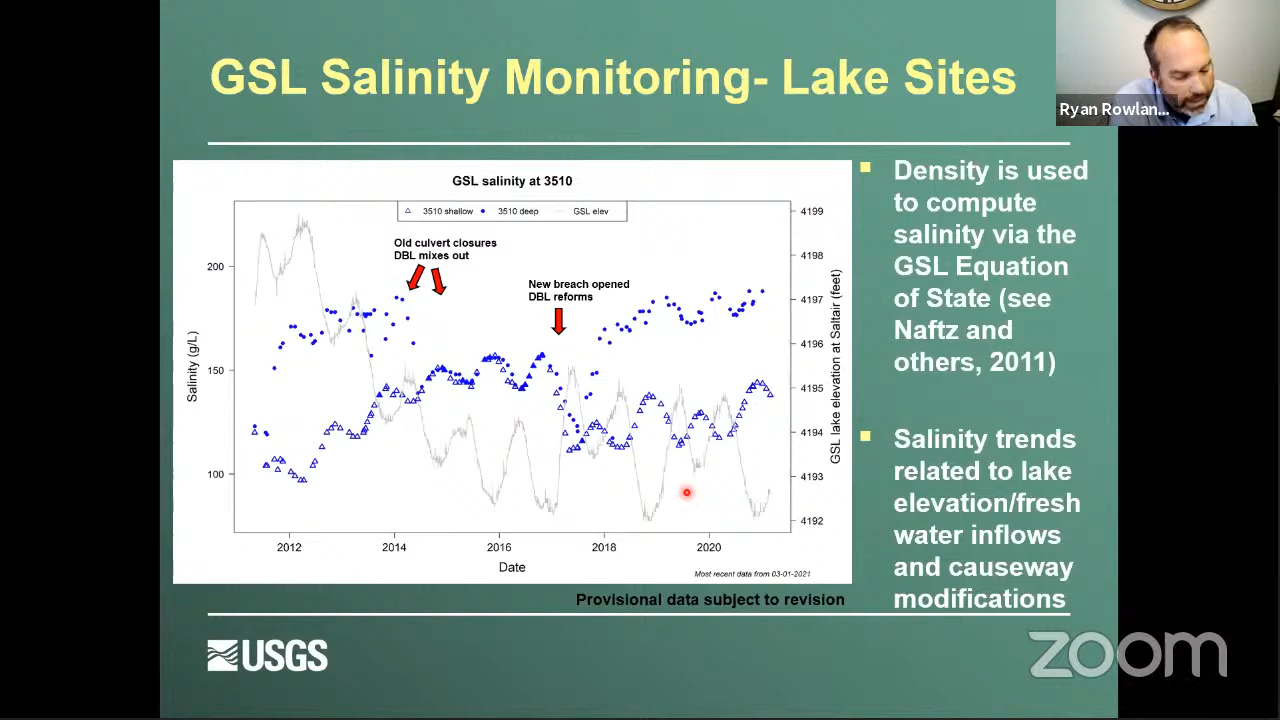 GSL Salinity Monitoring- Lake Sites
Ryan Rowlan...
GSL salinity at 3510
3510 shallow 3510 deep GSL elev
Old culvert closures
DBL mixes out
New breach opened
DBL reforms
Salinity (g/L)
200
150
100
4199
4198
4197
4196
4195
4194
4193
4192
GSL lake elevation at Saltair (feet)
2012 2014 2016 2018 2020
Date
Most recent data from 03-01-2021
Provisional data subject to revision
Density is used
to compute
salinity via the
GSL Equation
of State (see
Naftz and
others, 2011)
Salinity trends
related to lake
elevation/fresh
water inflows
and causeway
modifications
USGS
zoom